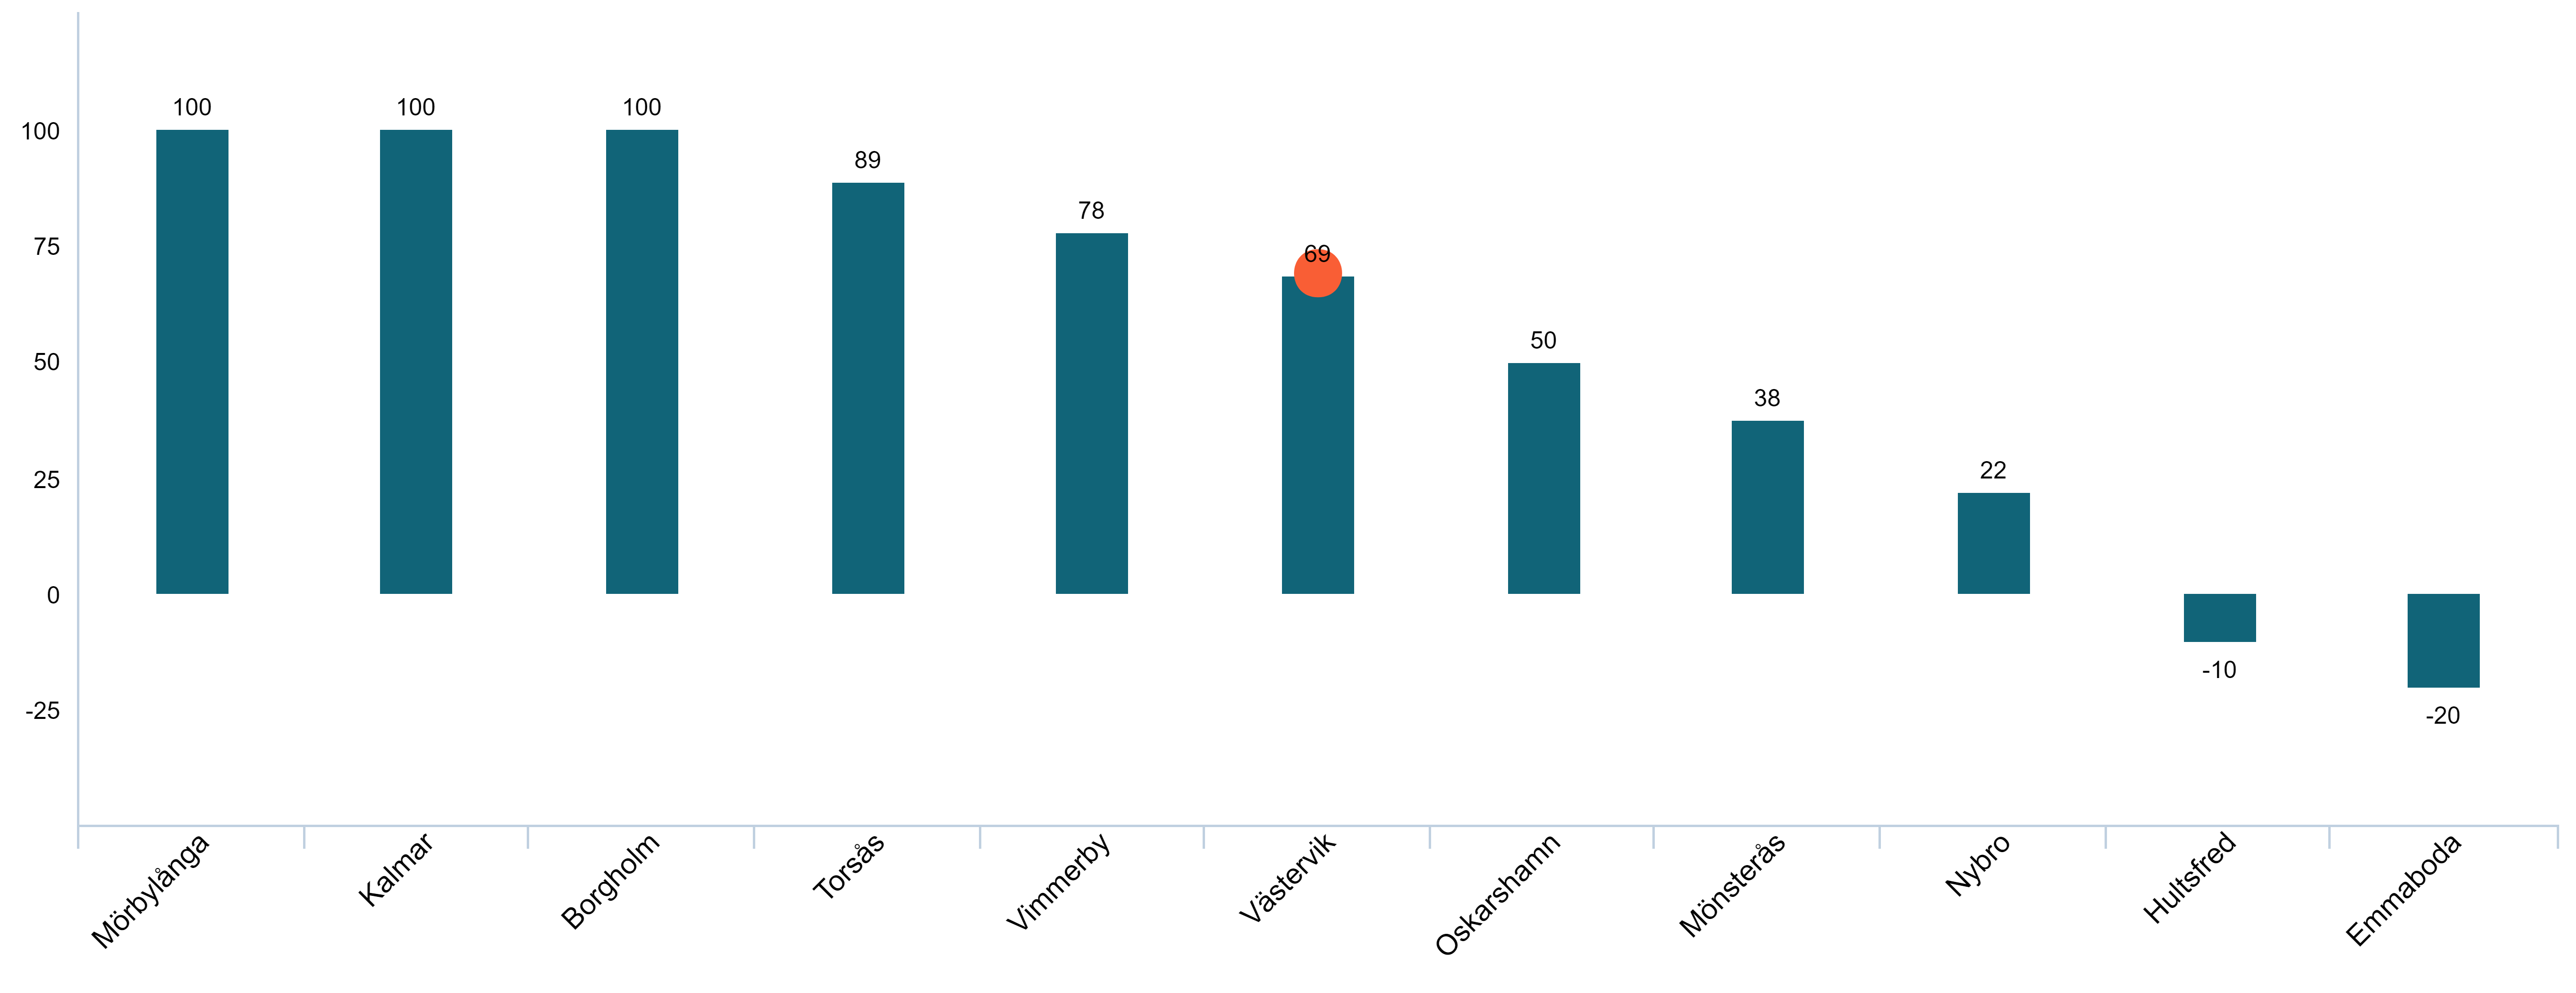 100
75
50
25
0
-25
100
100
100
89
78
69
50
38
22
-10
-20
Mörbylånga
Kalmar
Borgholm
Torsås
Vimmerby
Västervik
Oskarshamn
Mönsterås
Nybro
Hultsfred
Emmaboda